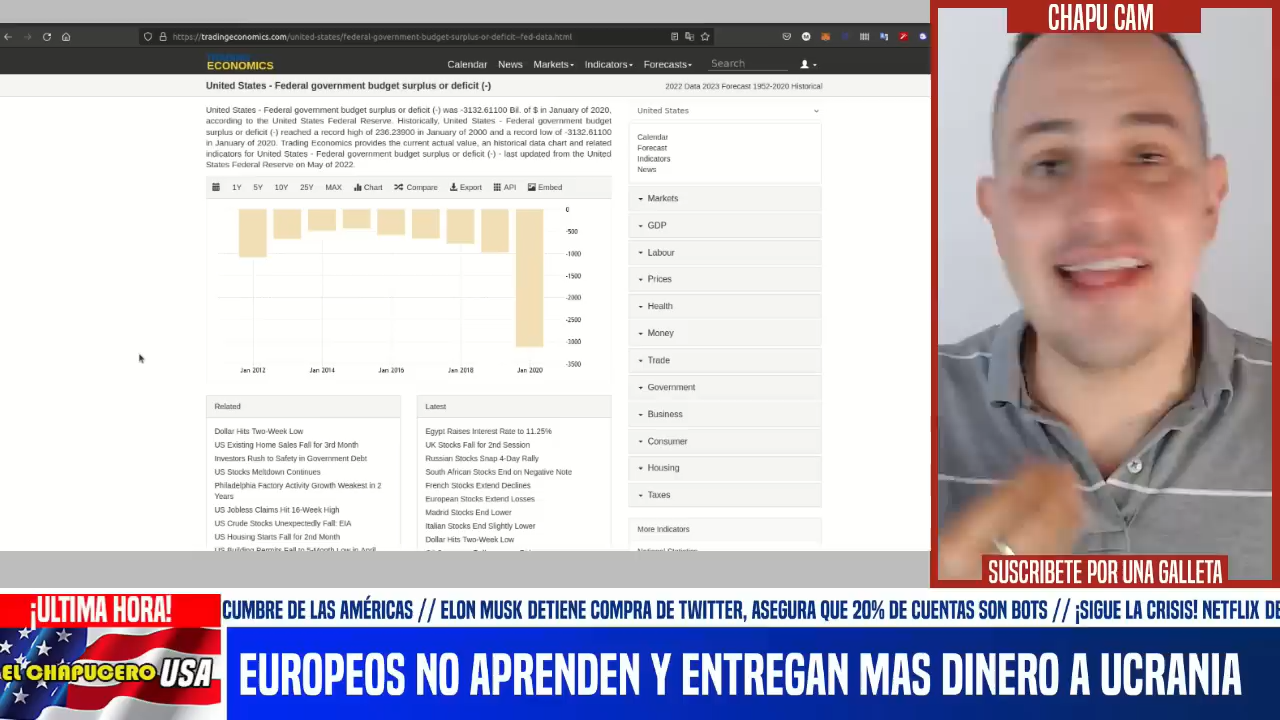 CHAPU CAM
https://tradingeconomics.com/united-states/federal-government-budget-surplus-or-deficit--fed-data.html
ECONOMICS
Calendar News Markets Indicators Forecasts Search
United States - Federal government budget surplus or deficit (-)
2022 Data 2023 Forecast 1952-2020 Historical
United States - Federal government budget surplus or deficit (-) was -3132.61100 Bil. of $ in January of 2020,
according to the United States Federal Reserve. Historically, United States - Federal government budget
surplus or deficit (-) reached a record high of 236.23900 in January of 2000 and a record low of -3132.61100
in January of 2020. Trading Economics provides the current actual value, an historical data chart and related
indicators for United States - Federal government budget surplus or deficit (-) - last updated from the United
States Federal Reserve on May of 2022.
1Y 5Y 10Y 25Y MAX Chart Compare Export API Embed
0
-500
-1000
-1500
-2000
-2500
-3000
-3500
Jan 2012 Jan 2014 Jan 2016 Jan 2018 Jan 2020
Related
Dollar Hits Two-Week Low
US Existing Home Sales Fall for 3rd Month
Investors Rush to Safety in Government Debt
US Stocks Meltdown Continues
Philadelphia Factory Activity Growth Weakest in 2
Years
US Jobless Claims Hit 16-Week High
US Crude Stocks Unexpectedly Fall: EIA
US Housing Starts Fall for 2nd Month
US Building Permits Fall to 5-Month Low in April
Latest
Egypt Raises Interest Rate to 11.25%
UK Stocks Fall for 2nd Session
Russian Stocks Snap 4-Day Rally
South African Stocks End on Negative Note
French Stocks Extend Declines
European Stocks Extend Losses
Madrid Stocks End Lower
Italian Stocks End Slightly Lower
Dollar Hits Two-Week Low
United States
Calendar
Forecast
Indicators
News
Markets
GDP
Labour
Prices
Health
Money
Trade
Government
Business
Consumer
Housing
Taxes
More Indicators
SUSCRIBETE POR UNA GALLETA
¡ULTIMA HORA!
CUMBRE DE LAS AMÉRICAS // ELON MUSK DETIENE COMPRA DE TWITTER, ASEGURA QUE 20% DE CUENTAS SON BOTS // ¡SIGUE LA CRISIS! NETFLIX DE
EL CHAPUCERO USA
EUROPEOS NO APRENDEN Y ENTREGAN MAS DINERO A UCRANIA